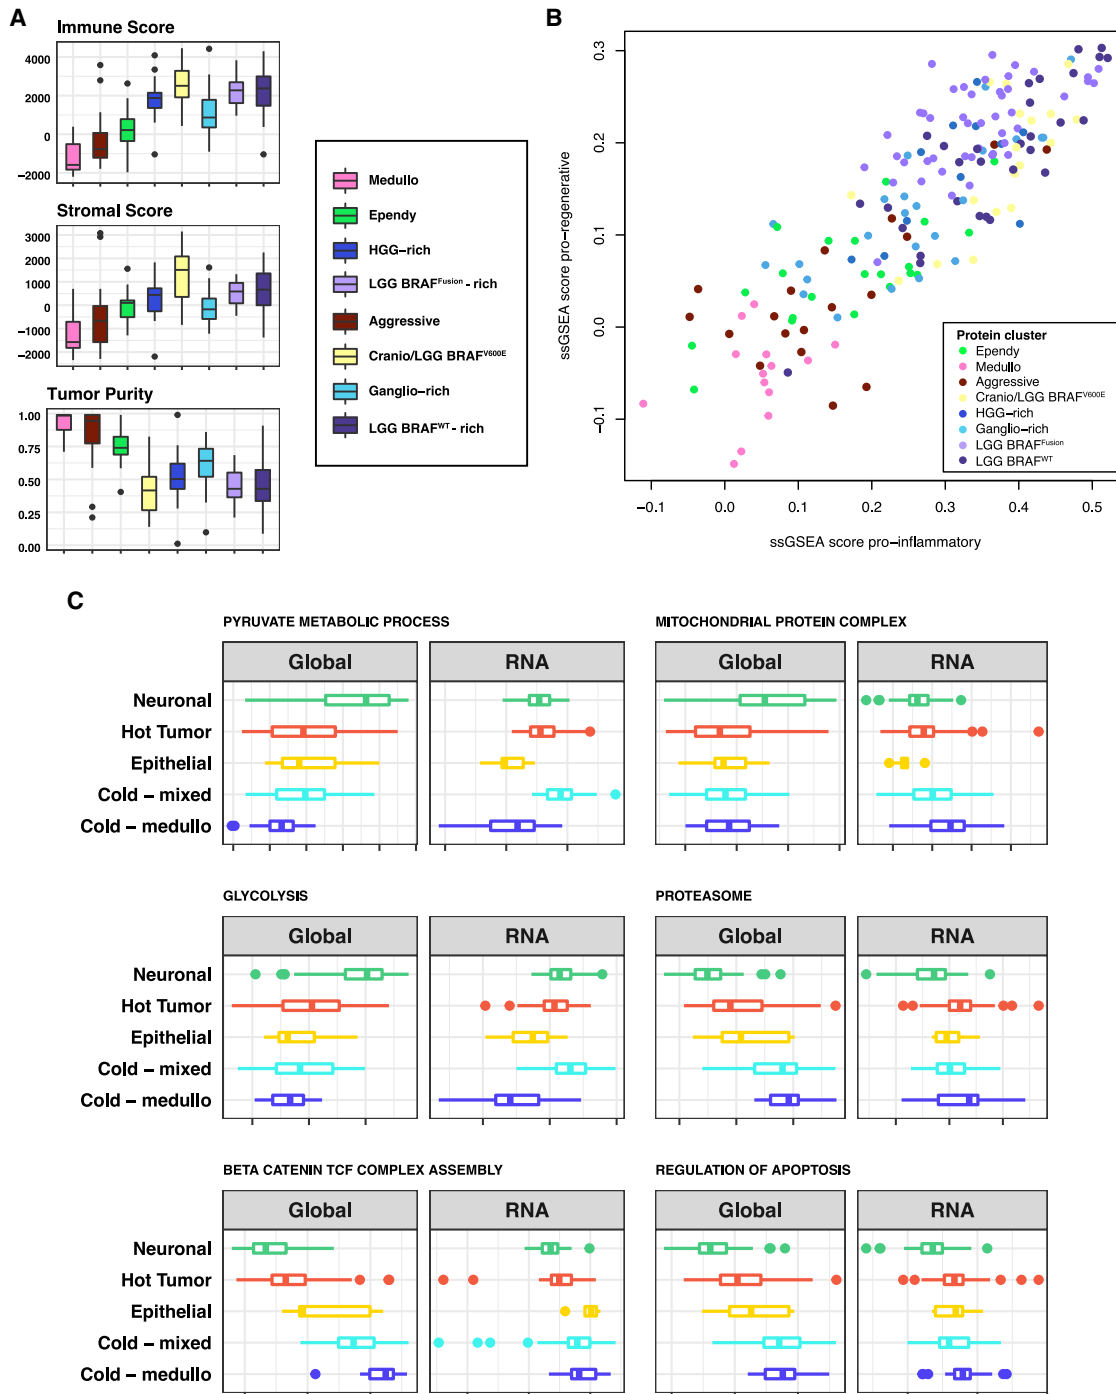 A
Immune Score
4000
2000
0
−2000
Stromal Score
3000
2000
1000
0
−1000
−2000
Tumor Purity
1.00
0.75
0.50
0.25
0.00
Medullo
Ependy
HGG−rich
LGG BRAFFusion - rich
Aggressive
Cranio/LGG BRAFV600E
Ganglio−rich
LGG BRAFWT - rich
B
ssGSEA score pro−regenerative
0.3
0.2
0.1
0.0
−0.1
−0.1
0.0
0.1
0.2
0.3
0.4
0.5
ssGSEA score pro−inflammatory
Protein cluster
Ependy
Medullo
Aggressive
Cranio/LGG BRAFV600E
HGG−rich
Ganglio−rich
LGG BRAFFusion
LGG BRAFWT
C
PYRUVATE METABOLIC PROCESS
Global
RNA
Neuronal
Hot Tumor
Epithelial
Cold − mixed
Cold − medullo
MITOCHONDRIAL PROTEIN COMPLEX
Global
RNA
GLYCOLYSIS
Global
RNA
Neuronal
Hot Tumor
Epithelial
Cold − mixed
Cold − medullo
PROTEASOME
Global
RNA
BETA CATENIN TCF COMPLEX ASSEMBLY
Global
RNA
Neuronal
Hot Tumor
Epithelial
Cold − mixed
Cold − medullo
REGULATION OF APOPTOSIS
Global
RNA